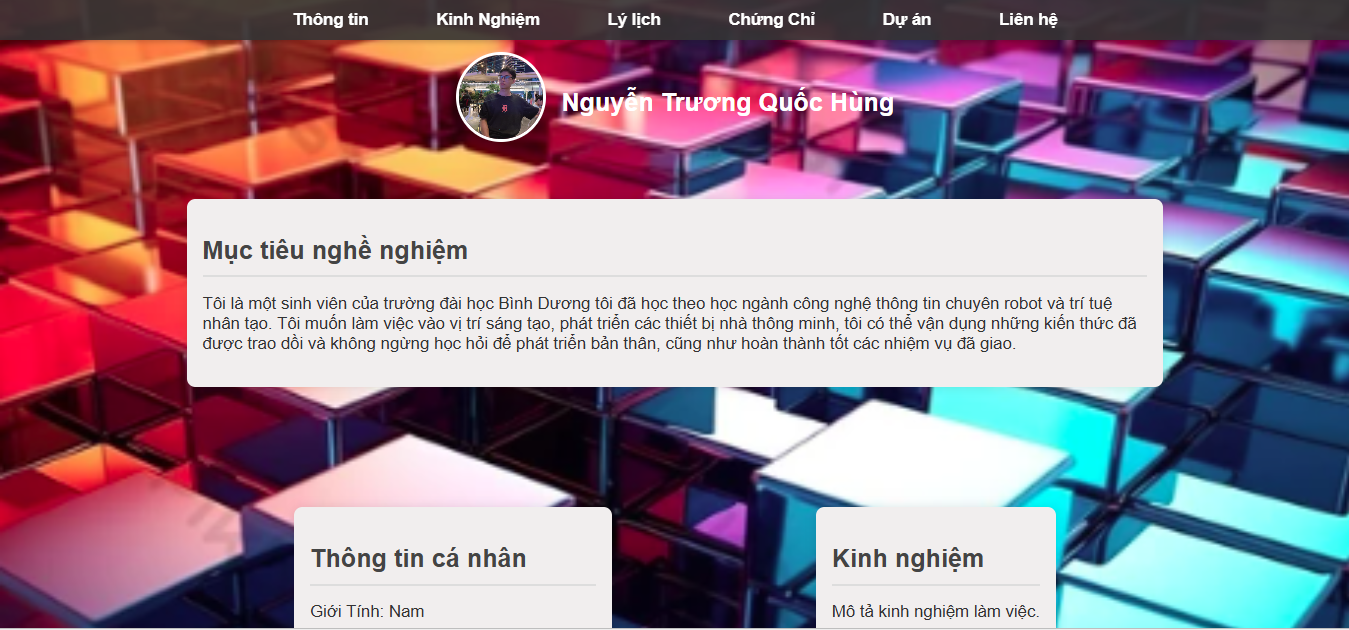 Thông tin Kinh Nghiệm Lý lịch Chứng Chỉ Dự án Liên hệ
Nguyễn Trương Quốc Hùng
Mục tiêu nghề nghiệm
Tôi là một sinh viên của trường đài học Bình Dương tôi đã học theo học ngành công nghệ thông tin chuyên robot và trí tuệ
nhân tạo. Tôi muốn làm việc vào vị trí sáng tạo, phát triển các thiết bị nhà thông minh, tôi có thể vận dụng những kiến thức đã
được trao dồi và không ngừng học hỏi để phát triển bản thân, cũng như hoàn thành tốt các nhiệm vụ đã giao.
Thông tin cá nhân
Giới Tính: Nam
Kinh nghiệm
Mô tả kinh nghiệm làm việc.